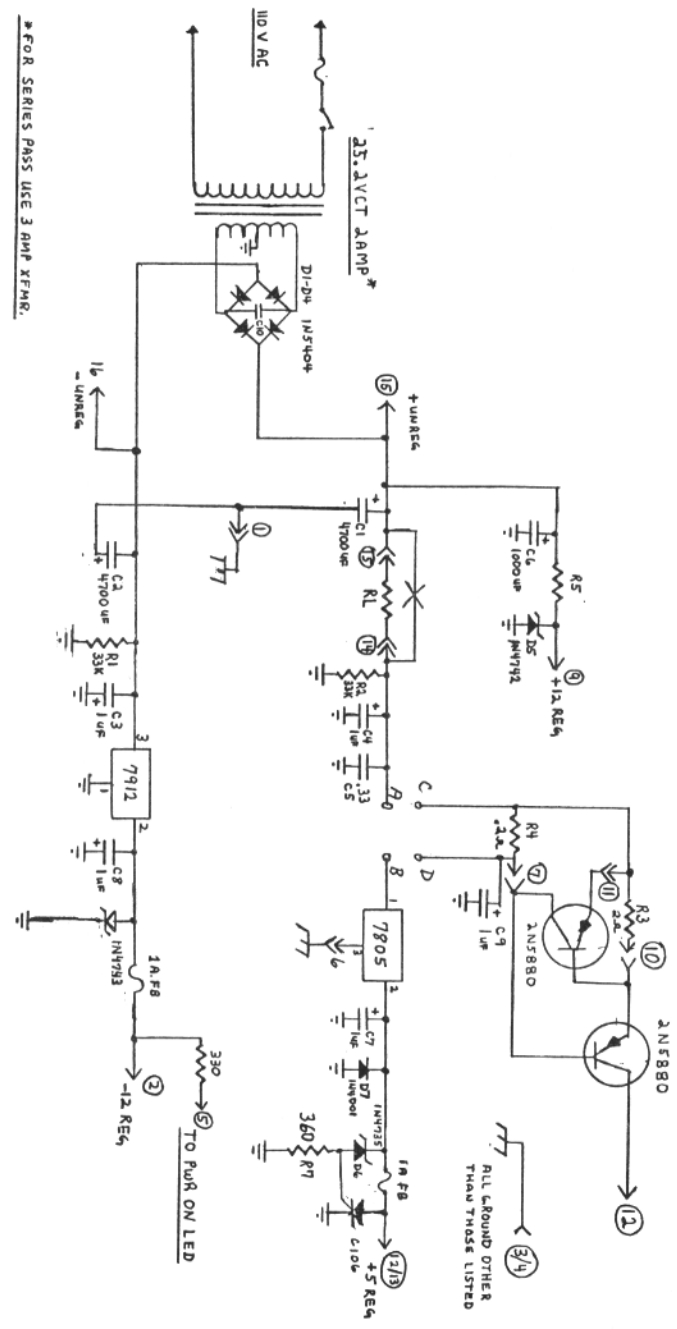 110 V AC
25.2VCT 2AMP*
D1-D4 1N5404
C10
*FOR SERIES PASS USE 3 AMP XFMR.
16
-UNREG
15
+UNREG
1
C1
4700UF
+
C2
4700UF
+
C6
1000UF
+
R5
D5
9
+12 REG
15
RL
14
R2
33K
C4
1UF
+
C5
.33
A
C
B
D
R1
33K
C3
1UF
+
3
7912
1
2
C8
1UF
+
1N4743
1A.FB
2
-12 REG
330
5
TO PWR ON LED
R4
.2Ω
7
C9
1UF
+
11
R3
2Ω
10
2N5880
2N5880
12
1
7805
3
2
6
C7
1UF
+
D7
1N4001
1N4735
D6
360
R7
1A FB
C106
12/13
+5 REG
3/4
ALL GROUND OTHER
THAN THOSE LISTED